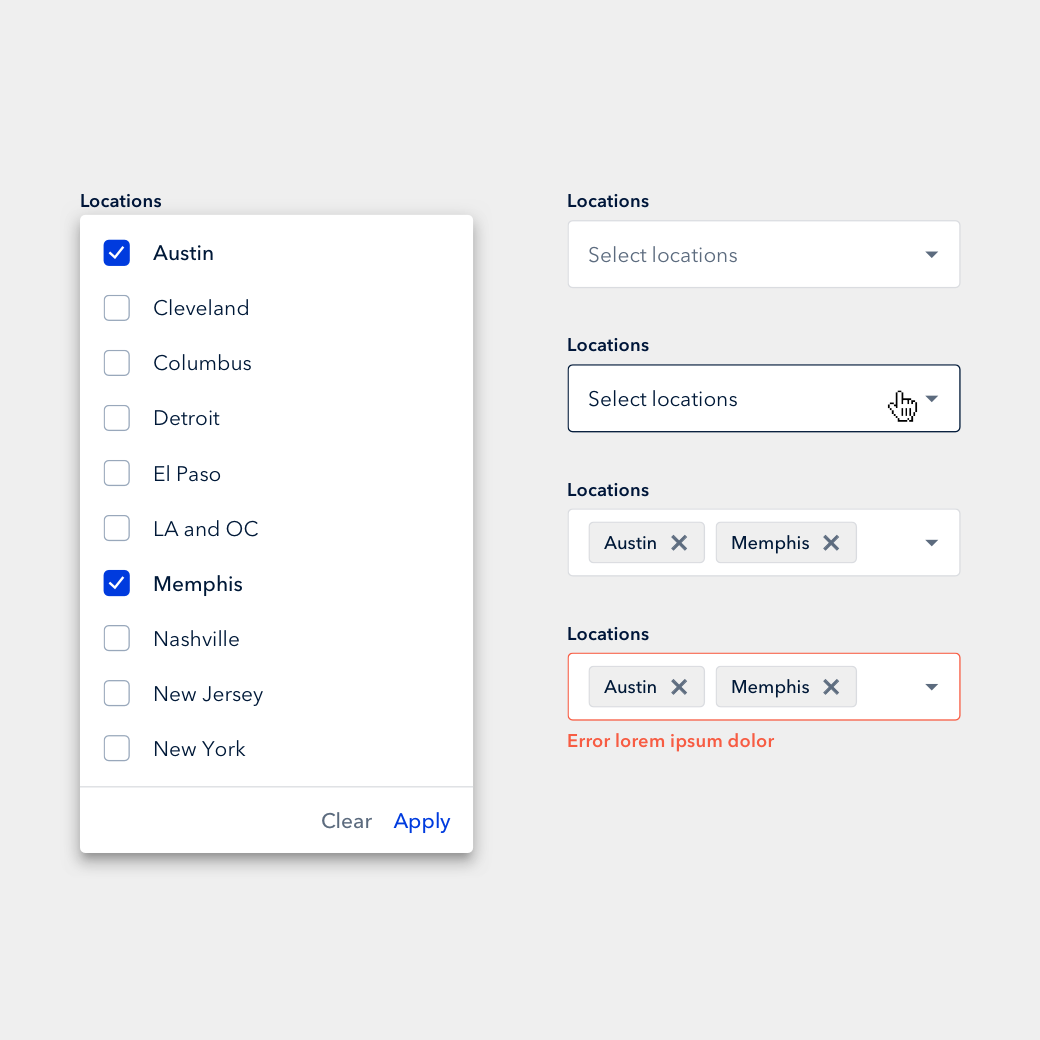 Locations
Austin
Cleveland
Columbus
Detroit
El Paso
LA and OC
Memphis
Nashville
New Jersey
New York
Clear Apply
Locations
Select locations
Locations
Select locations
Locations
Austin Memphis
Locations
Austin Memphis
Error lorem ipsum dolor